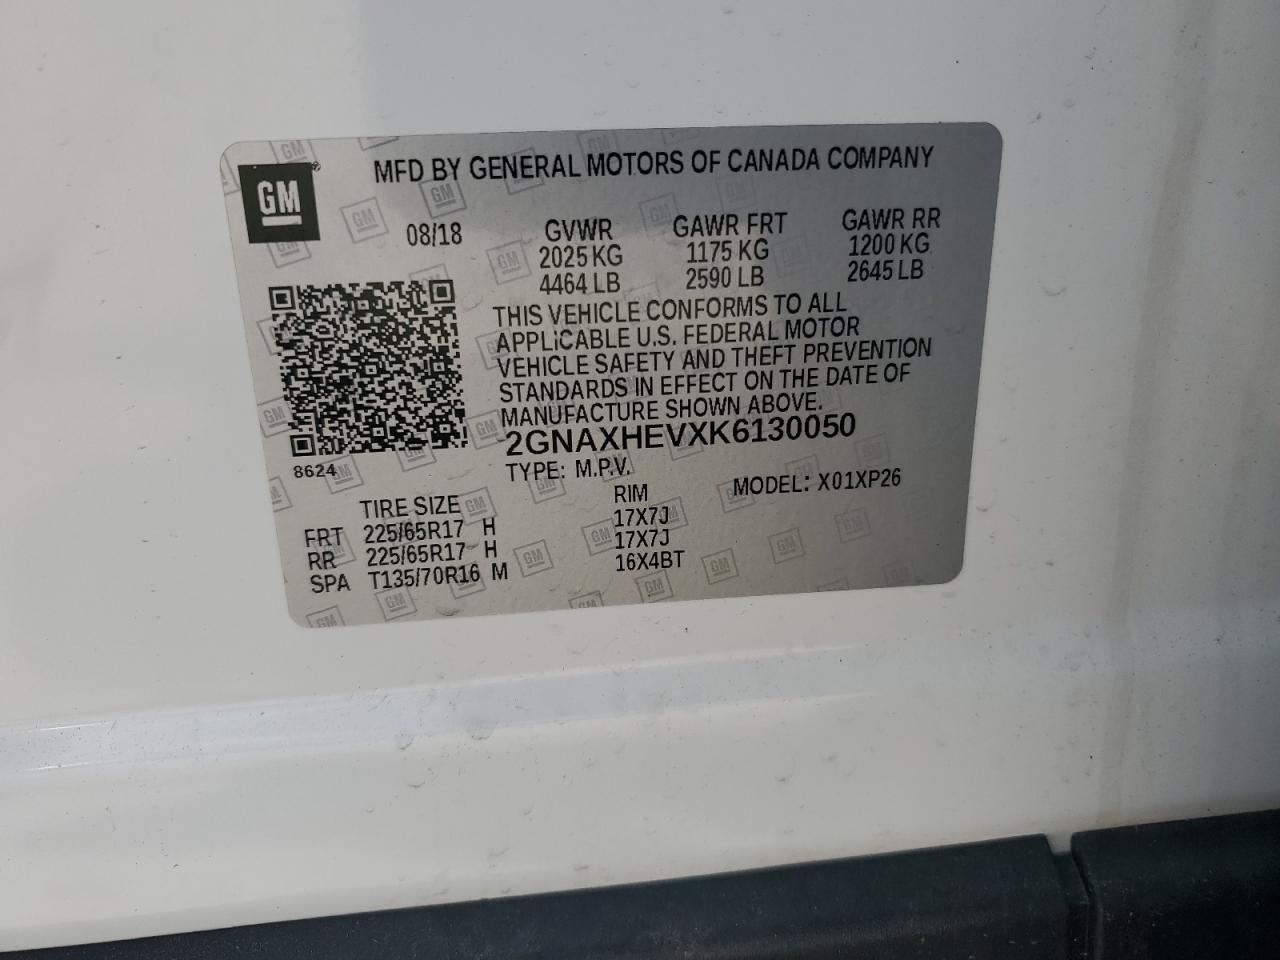 GM
MFD BY GENERAL MOTORS OF CANADA COMPANY
08/18 GVWR GAWR FRT GAWR RR
2025 KG 1175 KG 1200 KG
4464 LB 2590 LB 2645 LB
THIS VEHICLE CONFORMS TO ALL
APPLICABLE U.S. FEDERAL MOTOR
VEHICLE SAFETY AND THEFT PREVENTION
STANDARDS IN EFFECT ON THE DATE OF
MANUFACTURE SHOWN ABOVE.
2GNAXHEVXK6130050
8624 TYPE: M.P.V. MODEL: X01XP26
TIRE SIZE RIM
FRT 225/65R17 H 17X7J
RR 225/65R17 H 17X7J
SPA T135/70R16 M 16X4BT